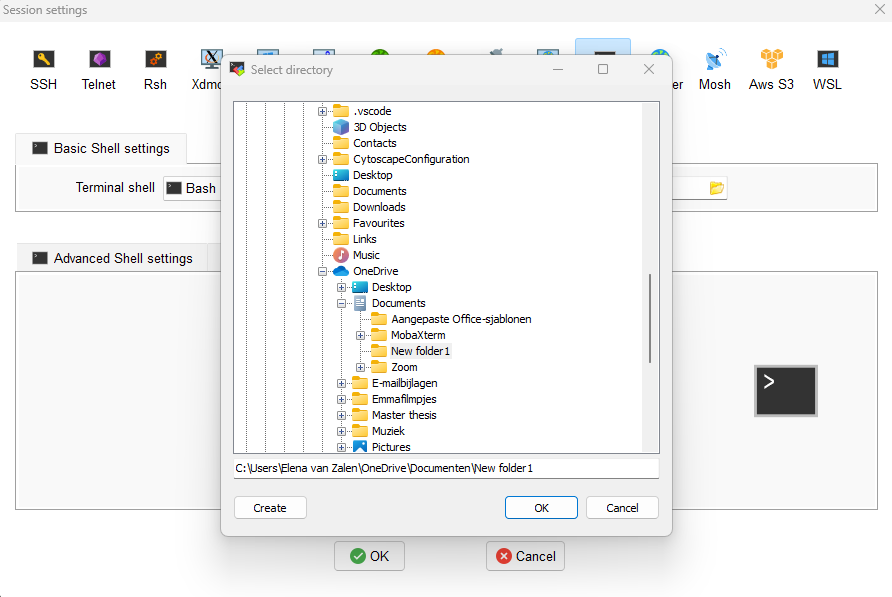 Session settings
SSH
Telnet
Rsh
Xdmc
er
Mosh
Aws S3
WSL
Select directory
Basic Shell settings
Terminal shell
Bash
Advanced Shell settings
.vscode
3D Objects
Contacts
CytoscapeConfiguration
Desktop
Documents
Downloads
Favourites
Links
Music
OneDrive
Desktop
Documents
Aangepaste Office-sjablonen
MobaXterm
New folder1
Zoom
E-mailbijlagen
Emmafilmpjes
Master thesis
Muziek
Pictures
C:\Users\Elena van Zalen\OneDrive\Documenten\New folder1
Create
OK
Cancel
OK
Cancel